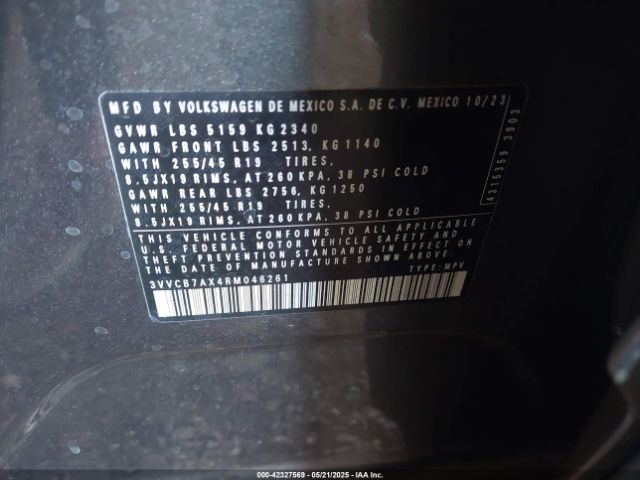 MFD BY VOLKSWAGEN DE MEXICO S.A. DE C.V. MEXICO 10/23
GVWR LBS 5159 KG 2340
GAWR FRONT LBS 2513, KG 1140
WITH 255/45 R19 TIRES,
8.5JX19 RIMS, AT 260 KPA, 38 PSI COLD
GAWR REAR LBS 2756, KG 1250
WITH 255/45 R19 TIRES,
8.5JX19 RIMS, AT 260 KPA, 38 PSI COLD
THIS VEHICLE CONFORMS TO ALL APPLICABLE
U.S. FEDERAL MOTOR VEHICLE SAFETY AND
THEFT PREVENTION STANDARDS IN EFFECT ON
THE DATE OF MANUFACTURE SHOWN ABOVE.
3VVCB7AX4RM046261 TYPE: MPV
4315359 3903
000-42327569 - 05/21/2025 - IAA Inc.